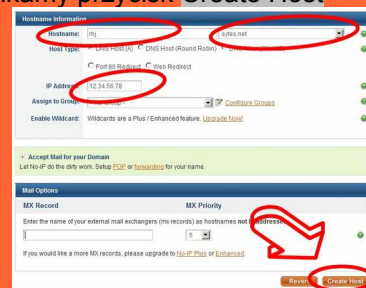 przycisk Create Host
Hostname Information
Hostname: rhj sytes.net
Host Type: DNS Host (A) DNS Host (Round Robin)
Port 80 Redirect Web Redirect
IP Address: 12.34.56.78
Assign to Group: Configure Groups
Enable Wildcard: Wildcards are a Plus / Enhanced feature. Upgrade Now!
Accept Mail for your Domain
Let No-IP do the dirty work. Setup POP or forwarding for your name.
Mail Options
MX Record MX Priority
Enter the name of your external mail exchangers (mx records) as hostnames not IP addresses
5
If you would like a more MX records, please upgrade to No-IP Plus or Enhanced.
Revert Create Host